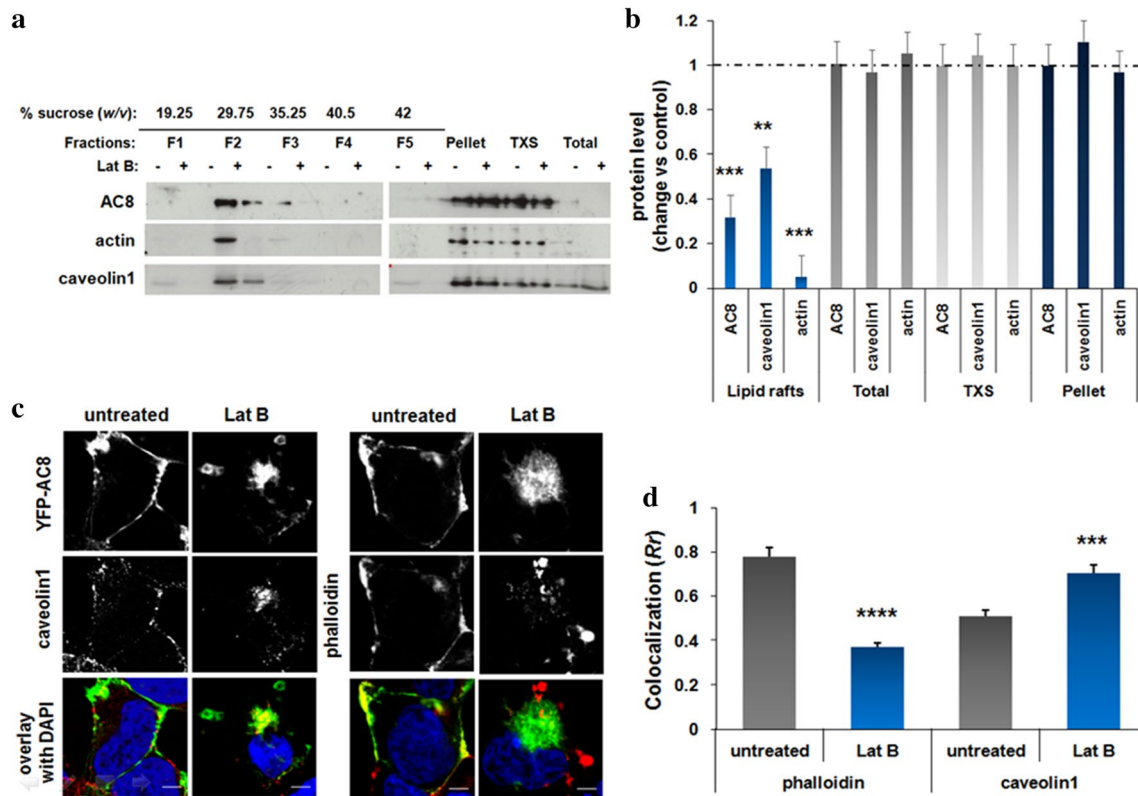 a
% sucrose (w/v) 19.25 29.75 35.25 40.5 42
Fractions: F1 F2 F3 F4 F5 Pellet TXS Total
Lat B: - + - + - + - + - + - + - + - +
AC8
actin
caveolin1
b
protein level
(change vs control)
1.2
1
0.8
0.6
0.4
0.2
0
*** ** ***
AC8 caveolin1 actin AC8 caveolin1 actin AC8 caveolin1 actin AC8 caveolin1 actin
Lipid rafts Total TXS Pellet
c
untreated Lat B untreated Lat B
YFP-AC8
caveolin1
phalloidin
overlay
with DAPI
d
Colocalization (Rr)
1
0.8
0.6
0.4
0.2
0
**** ***
untreated Lat B untreated Lat B
phalloidin caveolin1